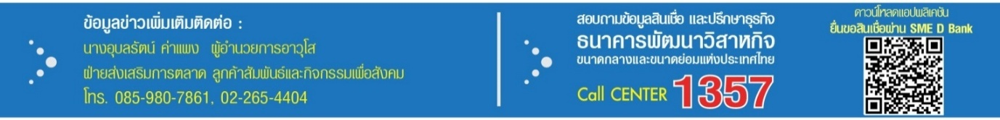 ข้อมูลข่าวเพิ่มเติมติดต่อ :
นางอุบลรัตน์ ค่าแพง ผู้อำนวยการอาวุโส
ฝ่ายส่งเสริมการตลาด ลูกค้าสัมพันธ์และกิจกรรมเพื่อสังคม
โทร. 085-980-7861, 02-265-4404
สอบถามข้อมูลสินเชื่อ และปรึกษาธุรกิจ
ธนาคารพัฒนาวิสาหกิจ
ขนาดกลางและขนาดย่อมแห่งประเทศไทย
Call CENTER 1357
ดาวน์โหลดแอปพลิเคชัน
ยื่นขอสินเชื่อผ่าน SME D Bank